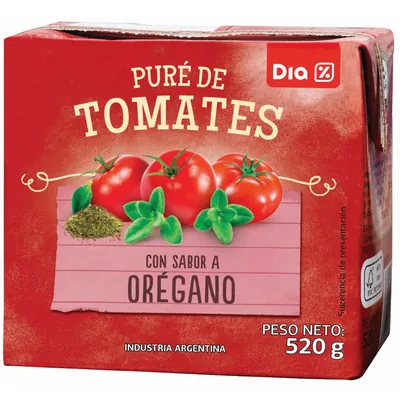 Dia %
PURÉ DE
TOMATES
CON SABOR A
ORÉGANO
Sugerencia de presentación
PESO NETO:
520 g
INDUSTRIA ARGENTINA